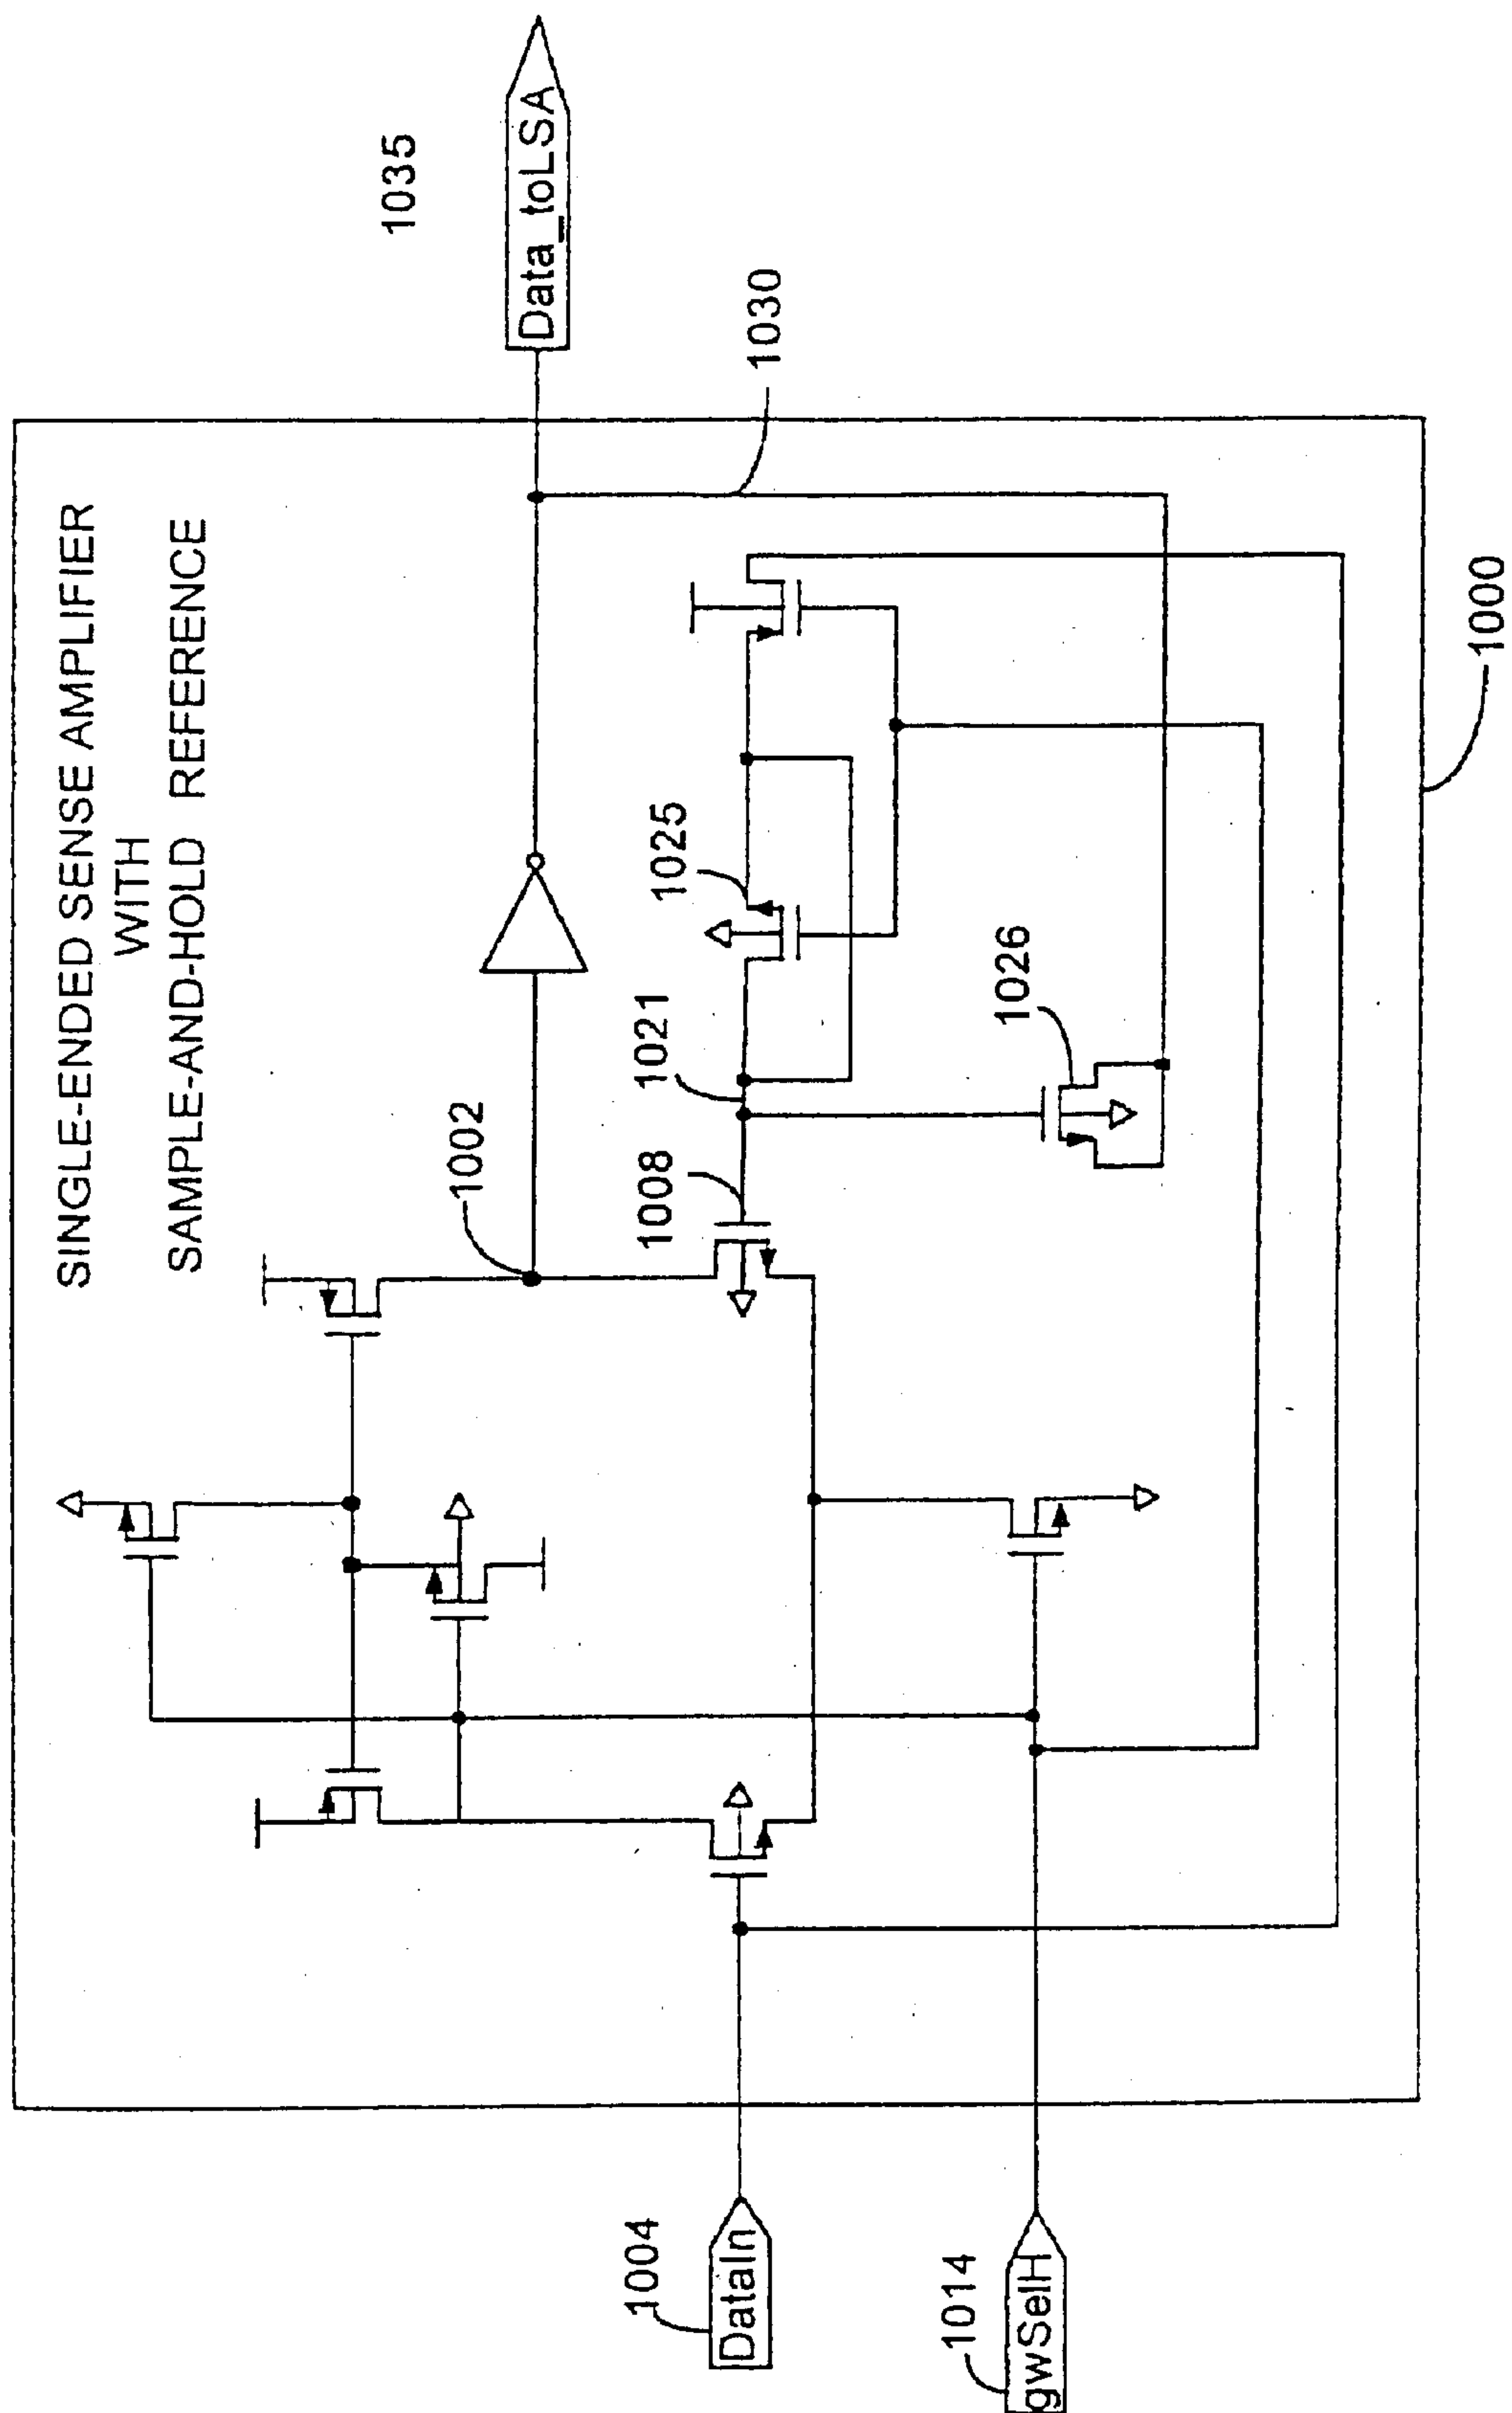 SINGLE-ENDED SENSE AMPLIFIER
WITH
SAMPLE-AND-HOLD REFERENCE
1035
Data_toLSA
1002
1030
1025
1021
1008
1026
1004
DataIn
1014
gwSelH
1000